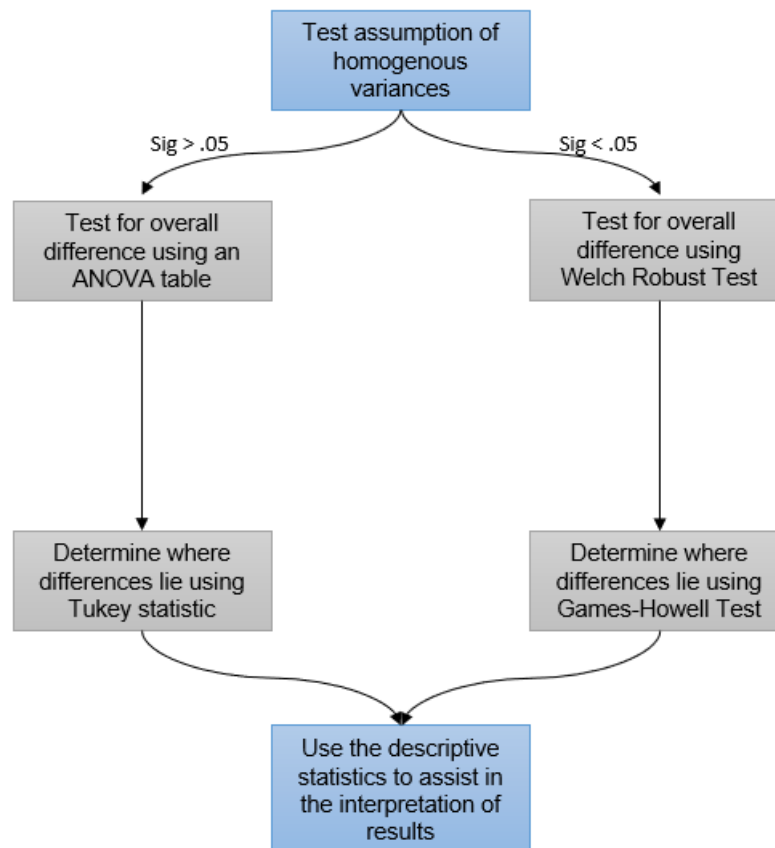 Test assumption of
homogenous
variances
Sig > .05
Sig < .05
Test for overall
difference using an
ANOVA table
Test for overall
difference using
Welch Robust Test
Determine where
differences lie using
Tukey statistic
Determine where
differences lie using
Games-Howell Test
Use the descriptive
statistics to assist in
the interpretation of
results